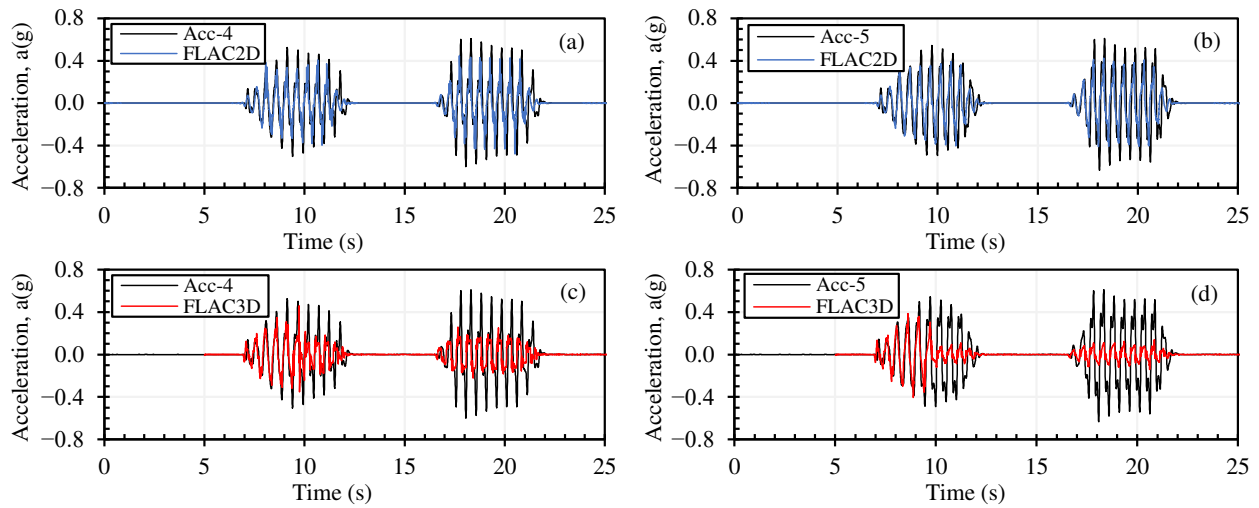 Acceleration, a(g
0.8
0.4
0.0
−0.4
−0.8
Acc-4
FLAC2D
(a)
0 5 10 15 20 25
Time (s)
Acceleration, a(g
0.8
0.4
0.0
−0.4
−0.8
Acc-5
FLAC2D
(b)
0 5 10 15 20 25
Time (s)
Acceleration, a(g
0.8
0.4
0.0
−0.4
−0.8
Acc-4
FLAC3D
(c)
0 5 10 15 20 25
Time (s)
Acceleration, a(g
0.8
0.4
0.0
−0.4
−0.8
Acc-5
FLAC3D
(d)
0 5 10 15 20 25
Time (s)